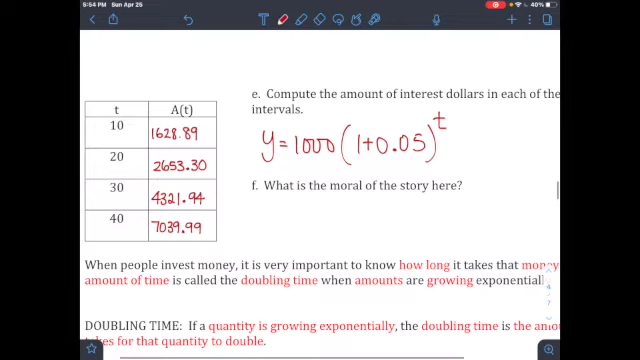 5:54 PM Sun Apr 25
40%
e. Compute the amount of interest dollars in each of the
intervals.
t A(t)
10 1628.89
20 2653.30
30 4321.94
40 7039.99
y = 1000 (1+0.05)^t
f. What is the moral of the story here?
When people invest money, it is very important to know how long it takes that money
amount of time is called the doubling time when amounts are growing exponentially
DOUBLING TIME: If a quantity is growing exponentially, the doubling time is the amou
takes for that quantity to double.